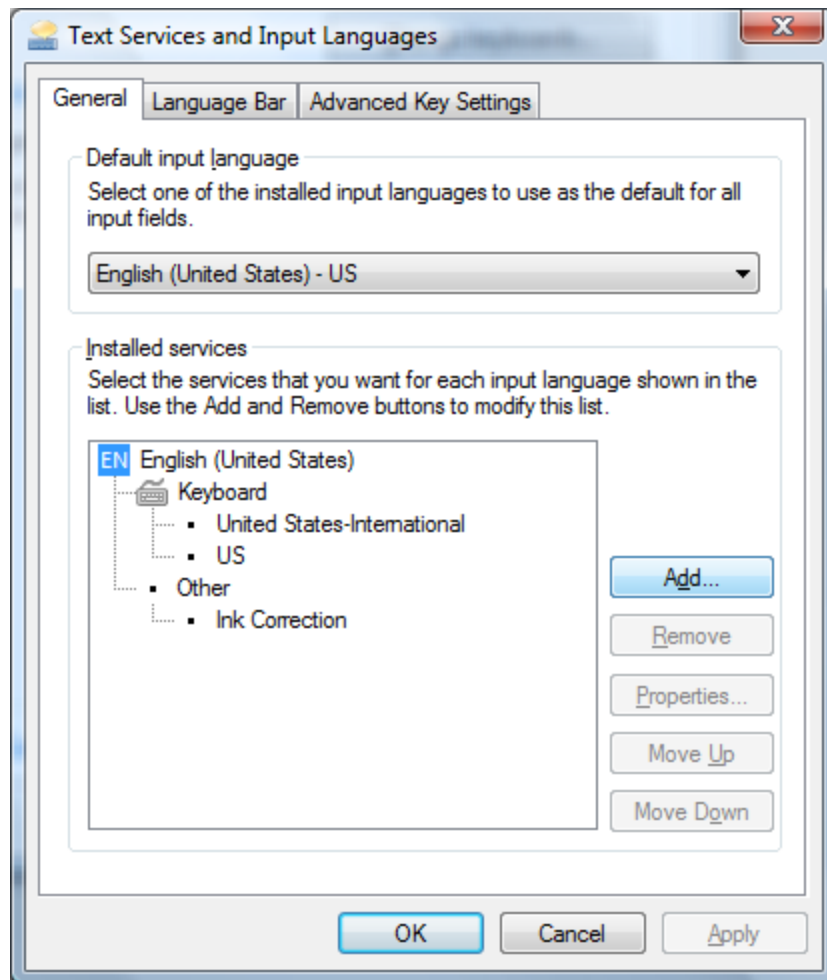 Text Services and Input Languages
General
Language Bar
Advanced Key Settings
Default input language
Select one of the installed input languages to use as the default for all
input fields.
English (United States) - US
Installed services
Select the services that you want for each input language shown in the
list. Use the Add and Remove buttons to modify this list.
EN English (United States)
Keyboard
United States-International
US
Other
Ink Correction
Add...
Remove
Properties...
Move Up
Move Down
OK
Cancel
Apply